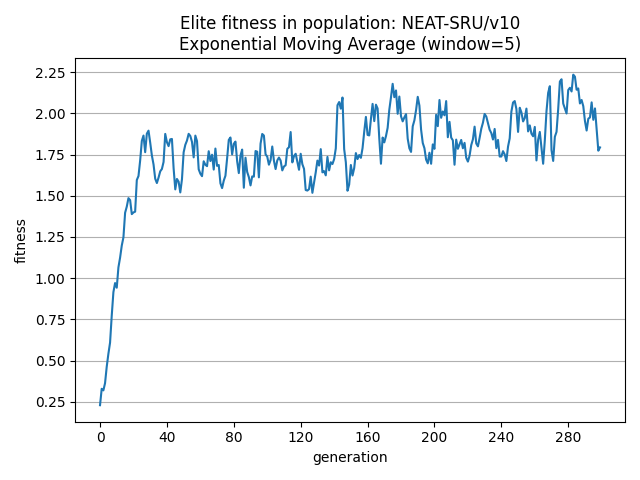 Elite fitness in population: NEAT-SRU/v10
Exponential Moving Average (window=5)
fitness
2.25
2.00
1.75
1.50
1.25
1.00
0.75
0.50
0.25
0 40 80 120 160 200 240 280
generation